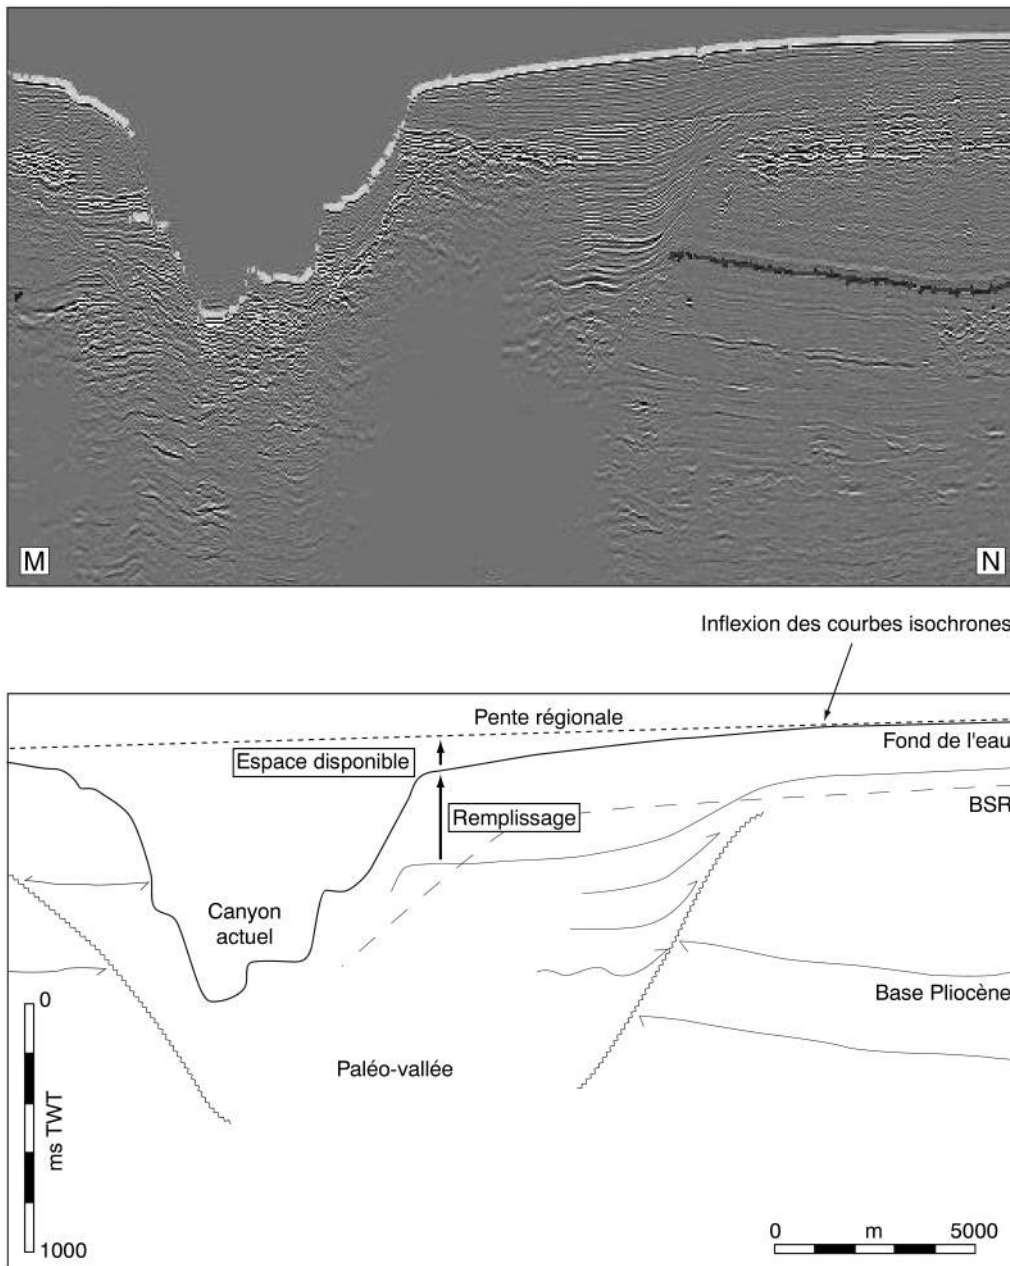 M
N
Inflexion des courbes isochrones
Pente régionale
Espace disponible
Fond de l'eau
Remplissage
BSR
Canyon
actuel
Base Pliocène
0
Paléo-vallée
ms TWT
1000
0 m 5000